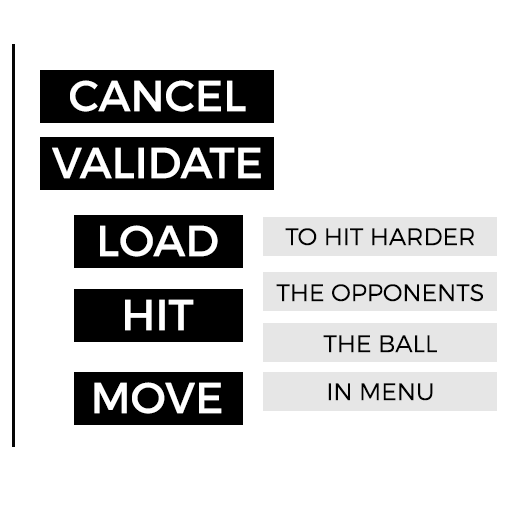 CANCEL
VALIDATE
LOAD
TO HIT HARDER
HIT
THE OPPONENTS
THE BALL
MOVE
IN MENU